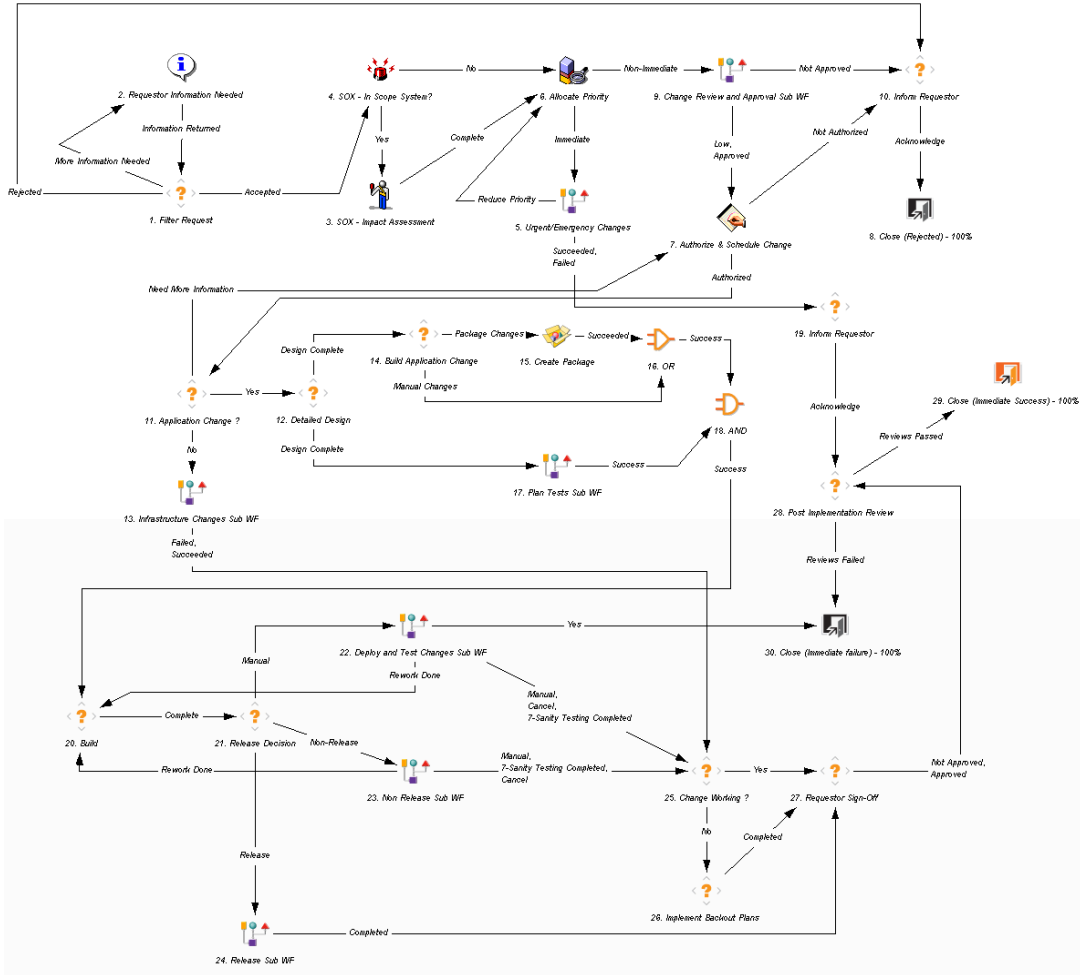 No
Non-Immediate
Not Approved
2. Requestor Information Needed
4. SOX - In Scope System?
6. Allocate Priority
9. Change Review and Approval Sub WF
10. Inform Requestor
Information Returned
Yes
Complete
Immediate
Low,
Approved
Not Authorized
Acknowledge
More Information Needed
Rejected
Accepted
Reduce Priority
1. Filter Request
3. SOX - Impact Assessment
5. Urgent/Emergency Changes
7. Authorize & Schedule Change
8. Close (Rejected) - 100%
Succeeded,
Failed
Authorized
Need More Information
19. Inform Requestor
Design Complete
Package Changes
Succeeded
Success
14. Build Application Change
15. Create Package
16. OR
Manual Changes
Yes
11. Application Change ?
12. Detailed Design
18. AND
Acknowledge
29. Close (Immediate Success) - 100%
Reviews Passed
No
Design Complete
Success
Success
17. Plan Tests Sub WF
13. Infrastructure Changes Sub WF
28. Post Implementation Review
Failed,
Succeeded
Reviews Failed
Yes
22. Deploy and Test Changes Sub WF
30. Close (Immediate failure) - 100%
Manual
Rework Done
Manual,
Cancel,
7-Sanity Testing Completed
Complete
20. Build
21. Release Decision
Non-Release
Rework Done
Manual,
7-Sanity Testing Completed,
Cancel
Yes
Not Approved,
Approved
23. Non Release Sub WF
25. Change Working ?
27. Requestor Sign-Off
No
Completed
Release
26. Implement Backout Plans
Completed
24. Release Sub WF